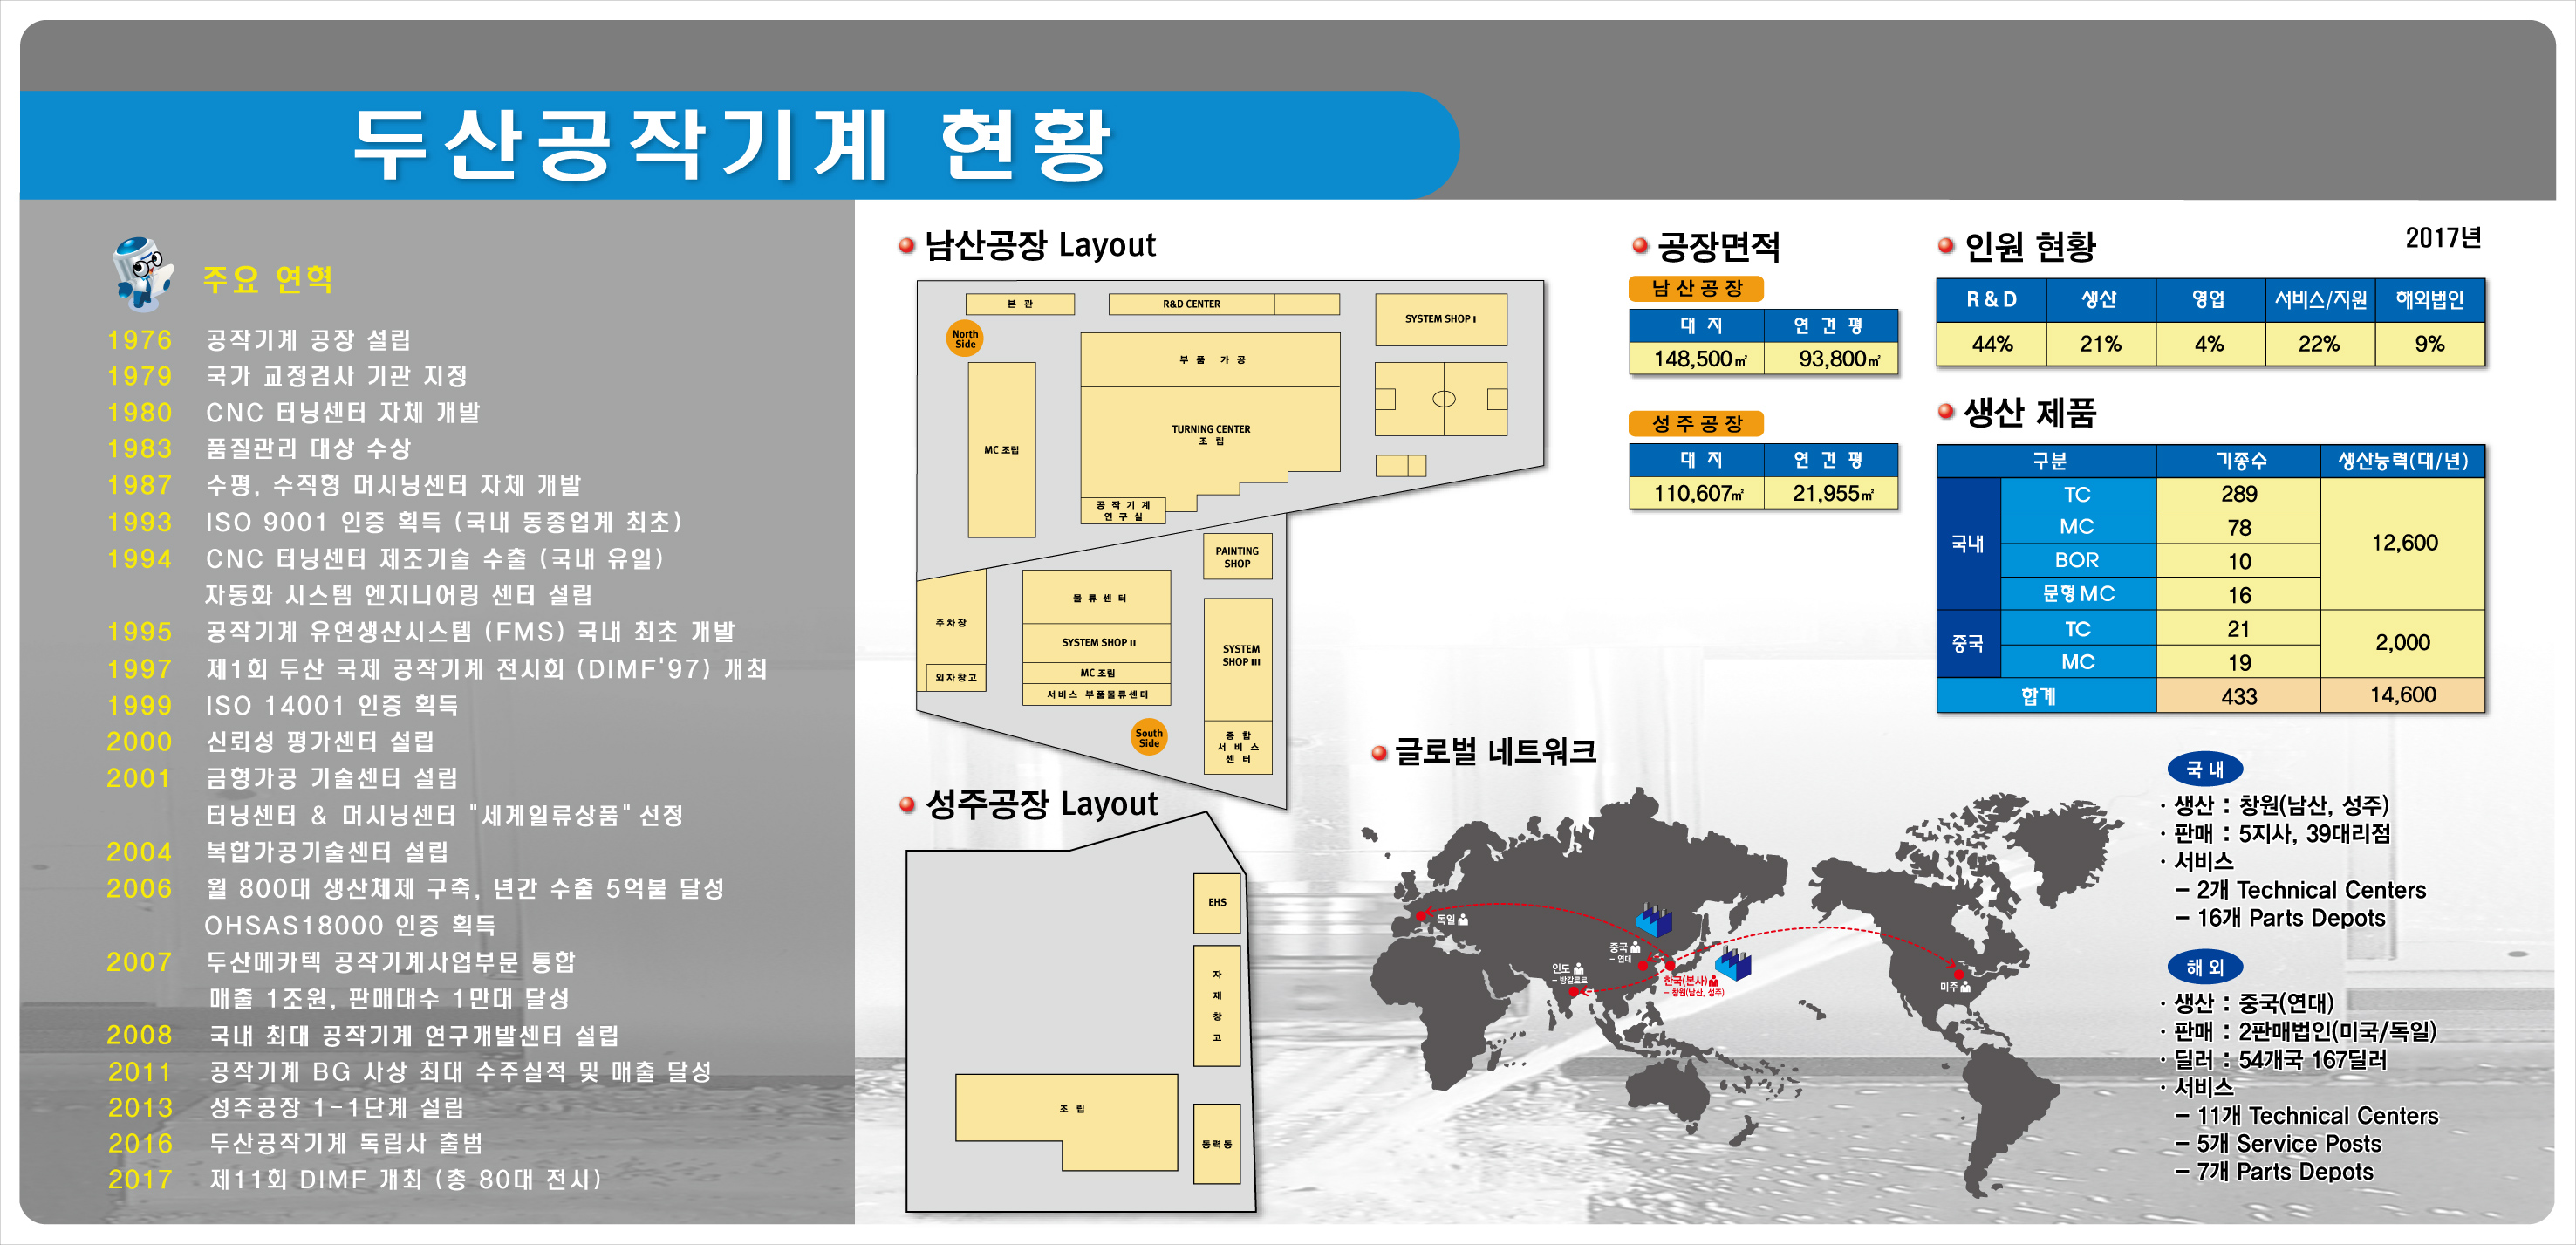 두산공작기계 현황
주요 연혁
1976 공작기계 공장 설립
1979 국가 교정검사 기관 지정
1980 CNC 터닝센터 자체 개발
1983 품질관리 대상 수상
1987 수평, 수직형 머시닝센터 자체 개발
1993 ISO 9001 인증 획득 (국내 동종업계 최초)
1994 CNC 터닝센터 제조기술 수출 (국내 유일)
자동화 시스템 엔지니어링 센터 설립
1995 공작기계 유연생산시스템 (FMS) 국내 최초 개발
1997 제1회 두산 국제 공작기계 전시회 (DIMF'97) 개최
1999 ISO 14001 인증 획득
2000 신뢰성 평가센터 설립
2001 금형가공 기술센터 설립
터닝센터 & 머시닝센터 "세계일류상품" 선정
2004 복합가공기술센터 설립
2006 월 800대 생산체제 구축, 년간 수출 5억불 달성
OHSAS18000 인증 획득
2007 두산메카텍 공작기계사업부문 통합
매출 1조원, 판매대수 1만대 달성
2008 국내 최대 공작기계 연구개발센터 설립
2011 공작기계 BG 사상 최대 수주실적 및 매출 달성
2013 성주공장 1-1단계 설립
2016 두산공작기계 독립사 출범
2017 제11회 DIMF 개최 (총 80대 전시)
남산공장 Layout
본 관
R&D CENTER
SYSTEM SHOP I
North
Side
부 품 가 공
MC 조립
TURNING CENTER
조 립
공 작 기 계
연 구 실
PAINTING
SHOP
물 류 센 터
주차장
SYSTEM SHOP II
SYSTEM
SHOP III
MC 조립
외자창고
서비스 부품물류센터
South
Side
종 합
서 비 스
센 터
성주공장 Layout
EHS
자
재
창
고
조 립
동력동
공장면적
남산공장
대 지 연 건 평
148,500㎡ 93,800㎡
성주공장
대 지 연 건 평
110,607㎡ 21,955㎡
인원 현황
2017년
R & D 생산 영업 서비스/지원 해외법인
44% 21% 4% 22% 9%
생산 제품
구분 기종수 생산능력(대/년)
국내 TC 289 12,600
MC 78
BOR 10
문형MC 16
중국 TC 21 2,000
MC 19
합계 433 14,600
글로벌 네트워크
독일
중국
- 연대
인도
- 방갈로르
한국(본사)
- 창원(남산, 성주)
미주
국 내
· 생산 : 창원(남산, 성주)
· 판매 : 5지사, 39대리점
· 서비스
- 2개 Technical Centers
- 16개 Parts Depots
해 외
· 생산 : 중국(연대)
· 판매 : 2판매법인(미국/독일)
· 딜러 : 54개국 167딜러
· 서비스
- 11개 Technical Centers
- 5개 Service Posts
- 7개 Parts Depots